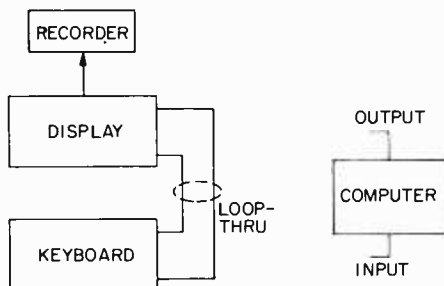 RECORDER
DISPLAY
LOOP-
THRU
KEYBOARD
OUTPUT
COMPUTER
INPUT